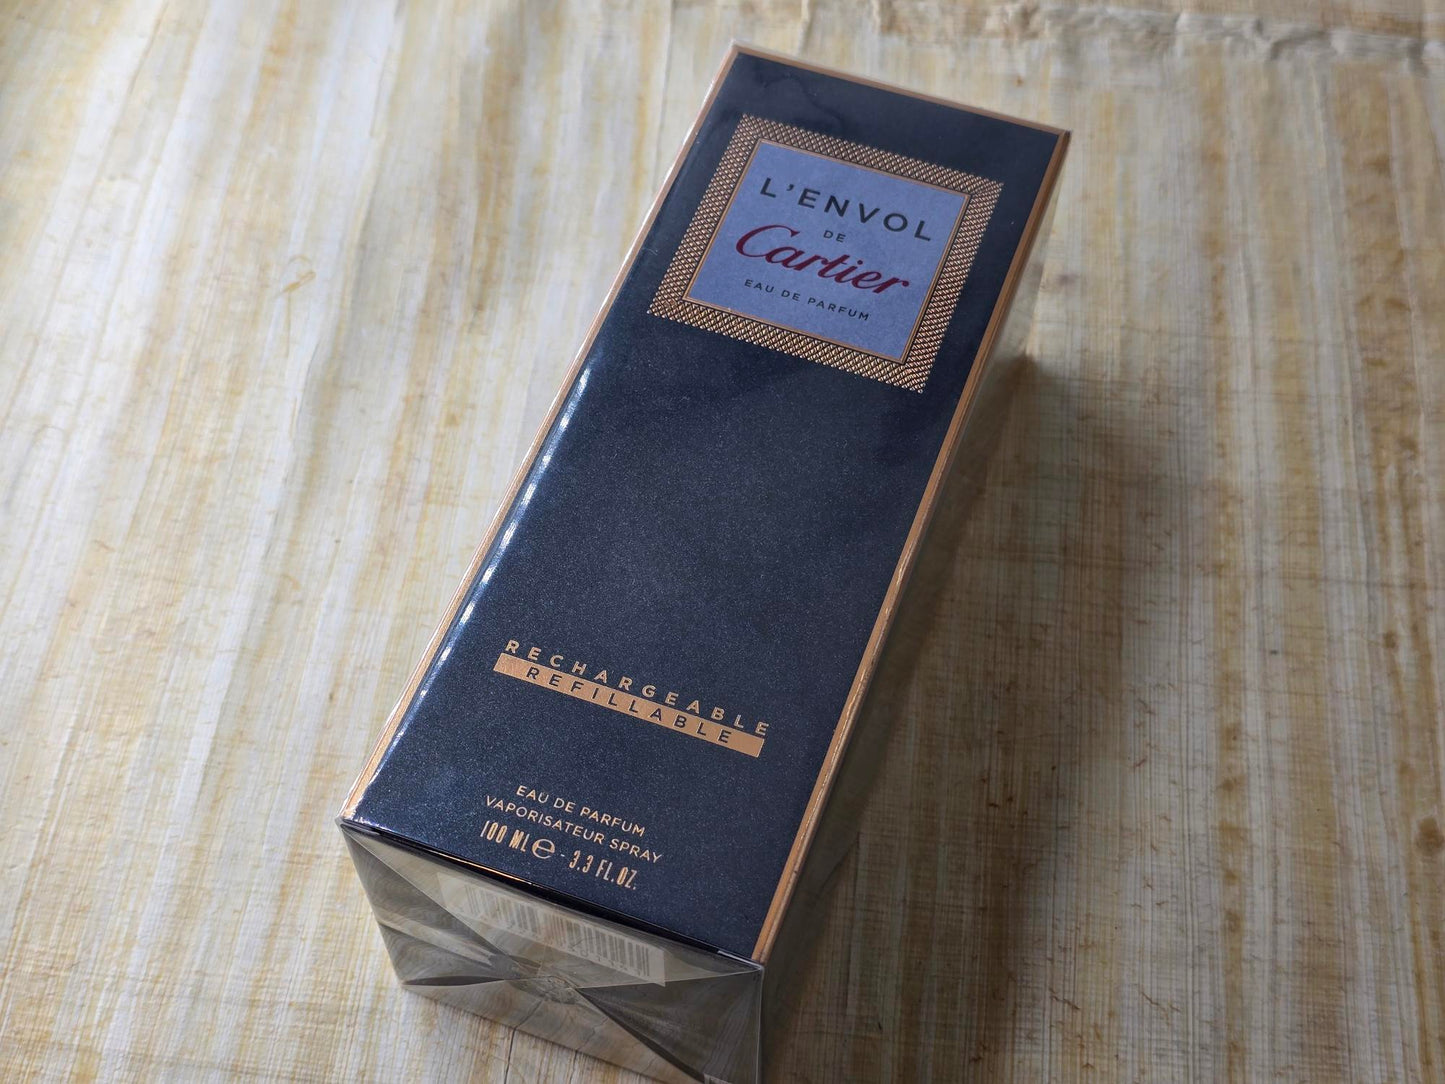 L'ENVOL
DE
Cartier
EAU DE PARFUM
RECHARGEABLE
REFILLABLE
EAU DE PARFUM
VAPORISATEUR SPRAY
100 ML ℮ - 3.3 FL.OZ.